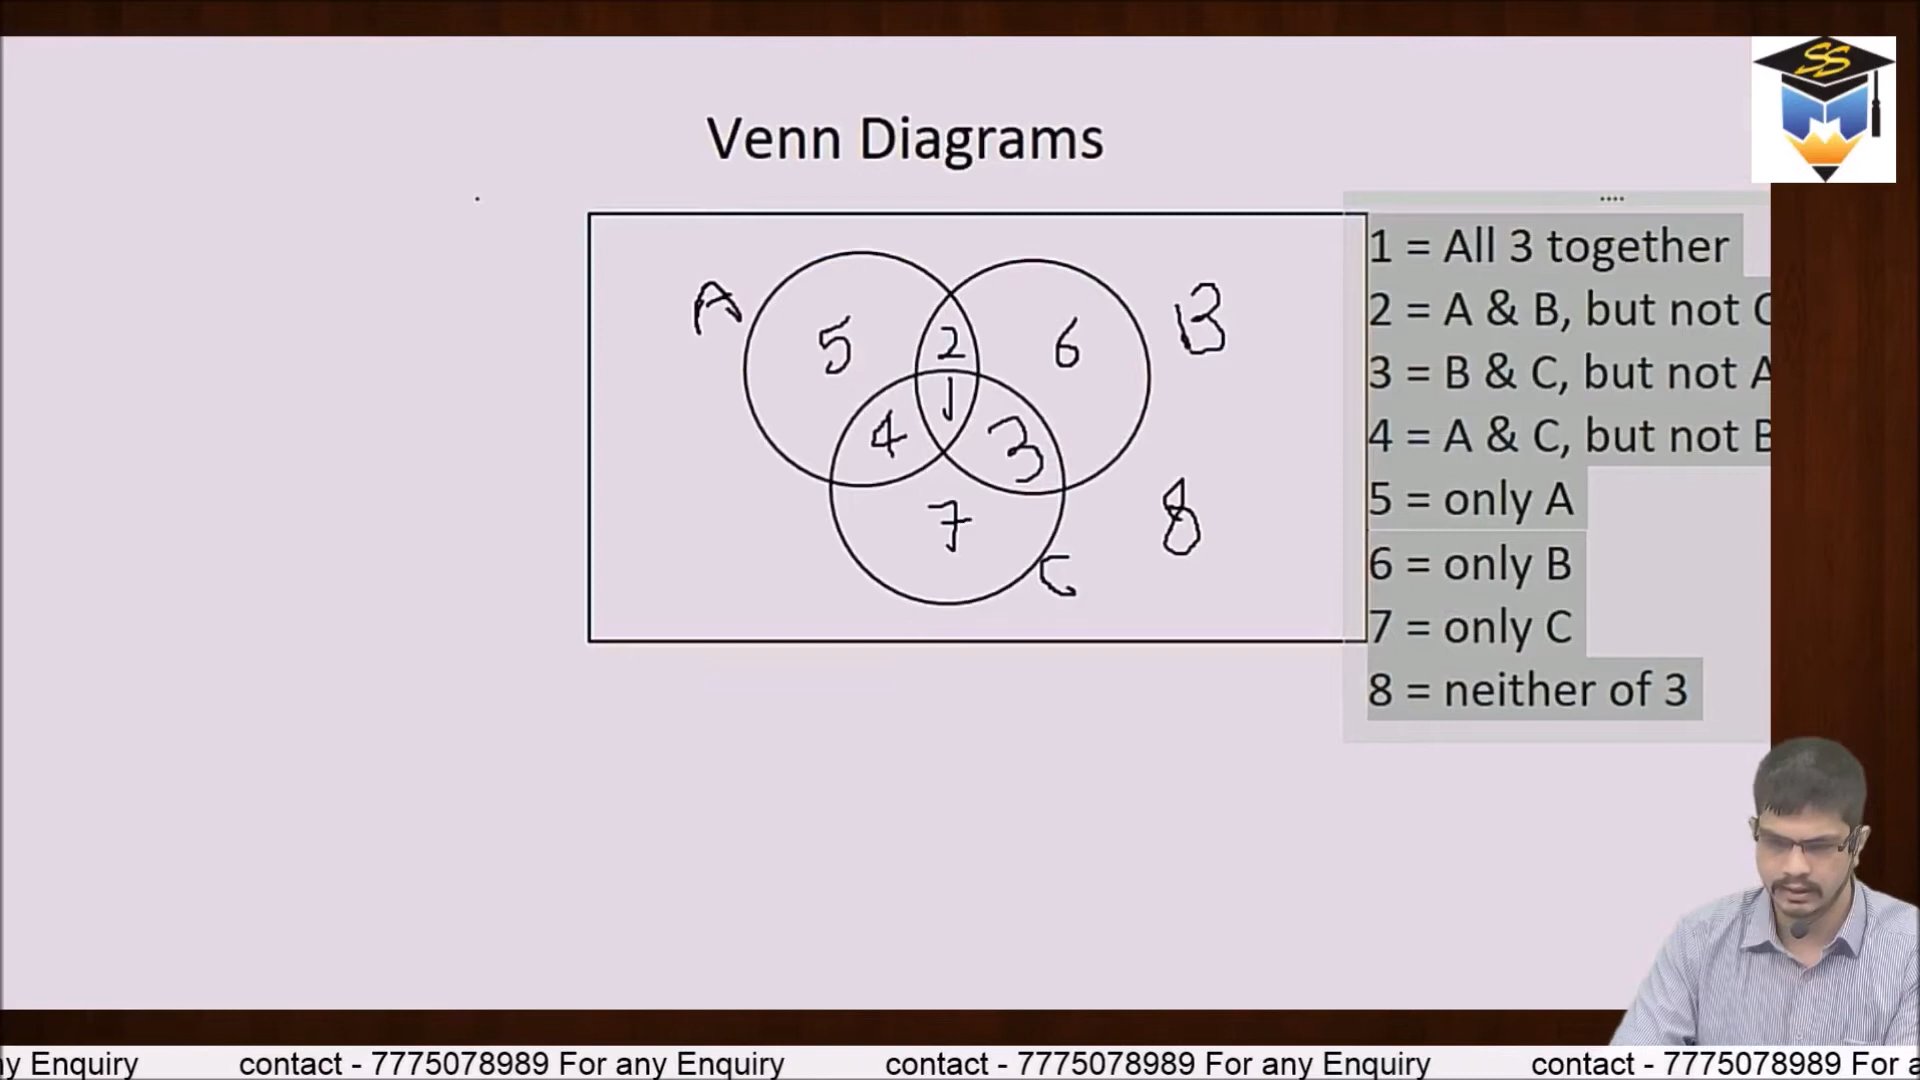 SS
Venn Diagrams
A
B
5
2
6
1
4
3
7
8
C
1 = All 3 together
2 = A & B, but not C
3 = B & C, but not A
4 = A & C, but not B
5 = only A
6 = only B
7 = only C
8 = neither of 3
ny Enquiry contact - 7775078989 For any Enquiry contact - 7775078989 For any Enquiry contact - 7775078989 For a